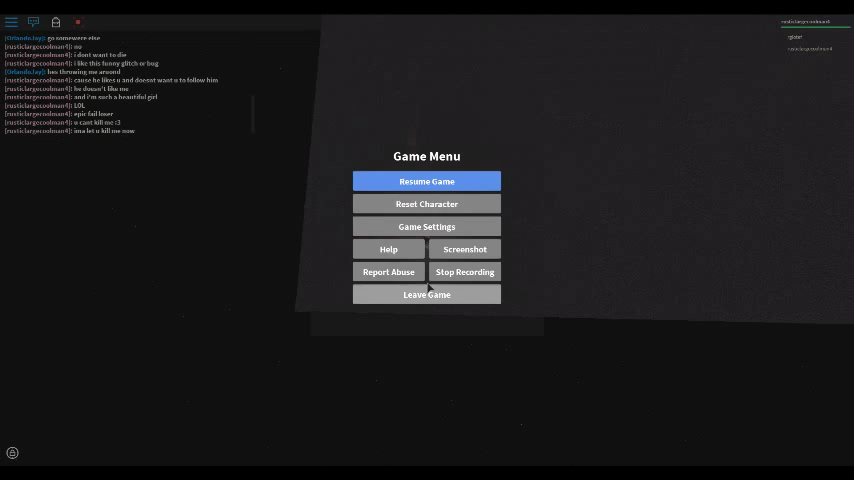 [OrlandoJay]: go somewere else
[rusticlargecoolman4]: no
[rusticlargecoolman4]: i dont want to die
[rusticlargecoolman4]: i like this funny glitch or bug
[OrlandoJay]: hes throwing me around
[rusticlargecoolman4]: cause he likes u and doesnt want u to follow him
[rusticlargecoolman4]: he doesn't like me
[rusticlargecoolman4]: and i'm such a beautiful girl
[rusticlargecoolman4]: LOL
[rusticlargecoolman4]: epic fail loser
[rusticlargecoolman4]: u cant kill me :3
[rusticlargecoolman4]: ima let u kill me now
rusticlargecoolman4
rusticlargecoolman4
Game Menu
Resume Game
Reset Character
Game Settings
Help
Screenshot
Report Abuse
Stop Recording
Leave Game